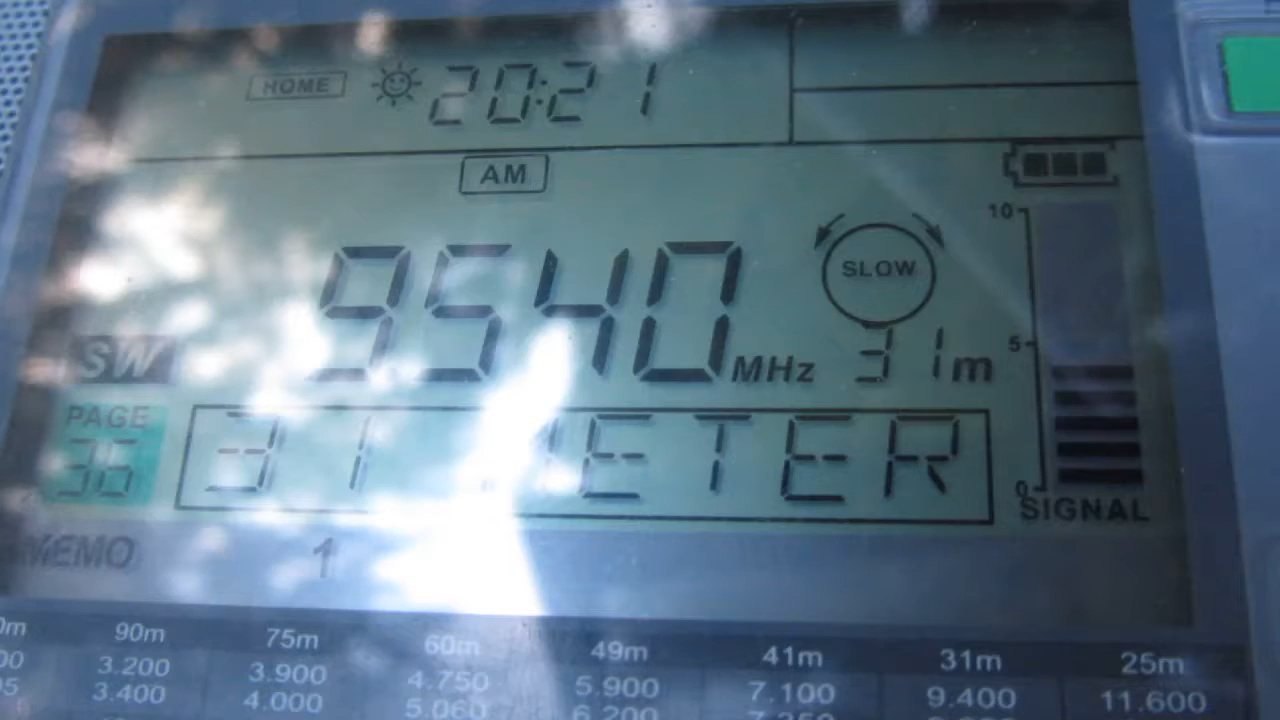 HOME 20:21
AM
10
9540 MHz SLOW
5
31m
SW
PAGE
36
31 METER
0
SIGNAL
MEMO 1
90m 75m 60m 49m 41m 31m 25m
3.200 3.900 4.750 5.900 7.100 9.400 11.600
3.400 4.000 5.060 6.200